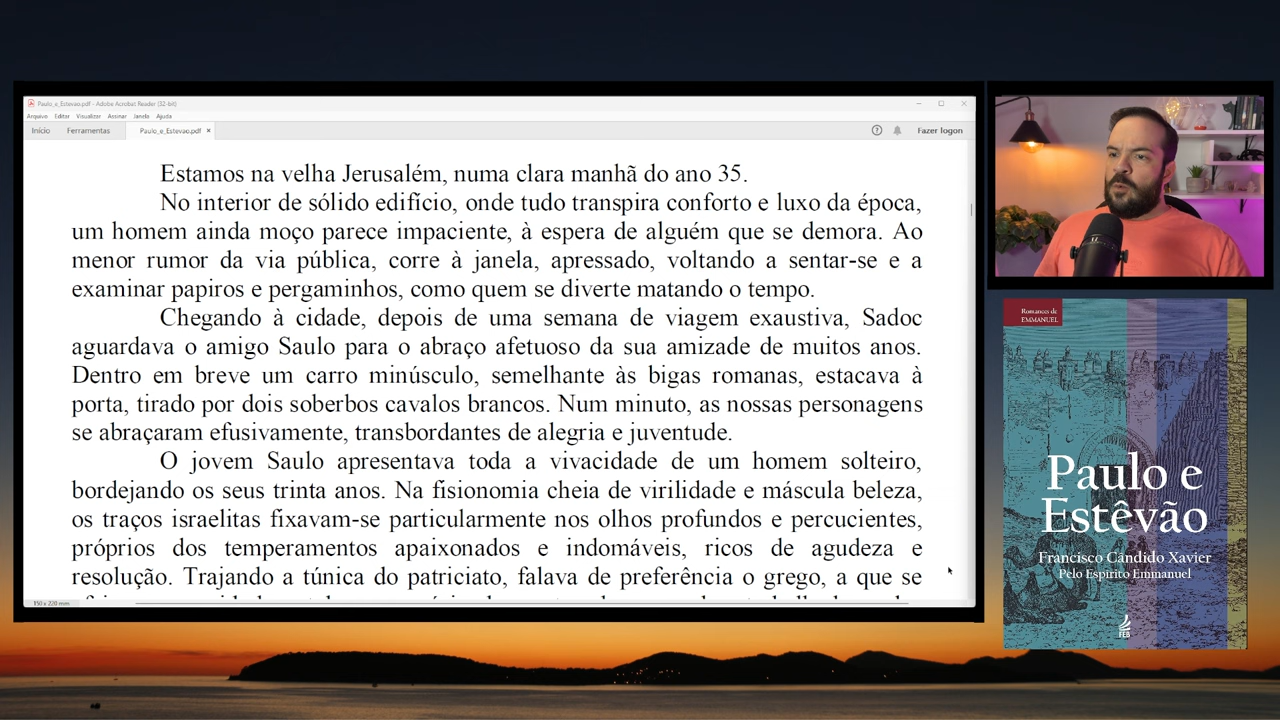 Paulo_e_Estevao.pdf - Adobe Acrobat Reader (32-bit)
Arquivo Editar Visualizar Assinar Janela Ajuda
Início Ferramentas Paulo_e_Estevao.pdf × Fazer logon
Estamos na velha Jerusalém, numa clara manhã do ano 35.
No interior de sólido edifício, onde tudo transpira conforto e luxo da época,
um homem ainda moço parece impaciente, à espera de alguém que se demora. Ao
menor rumor da via pública, corre à janela, apressado, voltando a sentar-se e a
examinar papiros e pergaminhos, como quem se diverte matando o tempo.
Chegando à cidade, depois de uma semana de viagem exaustiva, Sadoc
aguardava o amigo Saulo para o abraço afetuoso da sua amizade de muitos anos.
Dentro em breve um carro minúsculo, semelhante às bigas romanas, estacava à
porta, tirado por dois soberbos cavalos brancos. Num minuto, as nossas personagens
se abraçaram efusivamente, transbordantes de alegria e juventude.
O jovem Saulo apresentava toda a vivacidade de um homem solteiro,
bordejando os seus trinta anos. Na fisionomia cheia de virilidade e máscula beleza,
os traços israelitas fixavam-se particularmente nos olhos profundos e percucientes,
próprios dos temperamentos apaixonados e indomáveis, ricos de agudeza e
resolução. Trajando a túnica do patriciato, falava de preferência o grego, a que se
150 x 220 mm
Romances de
EMMANUEL
Paulo e
Estêvão
Francisco Cândido Xavier
Pelo Espírito Emmanuel
FEB